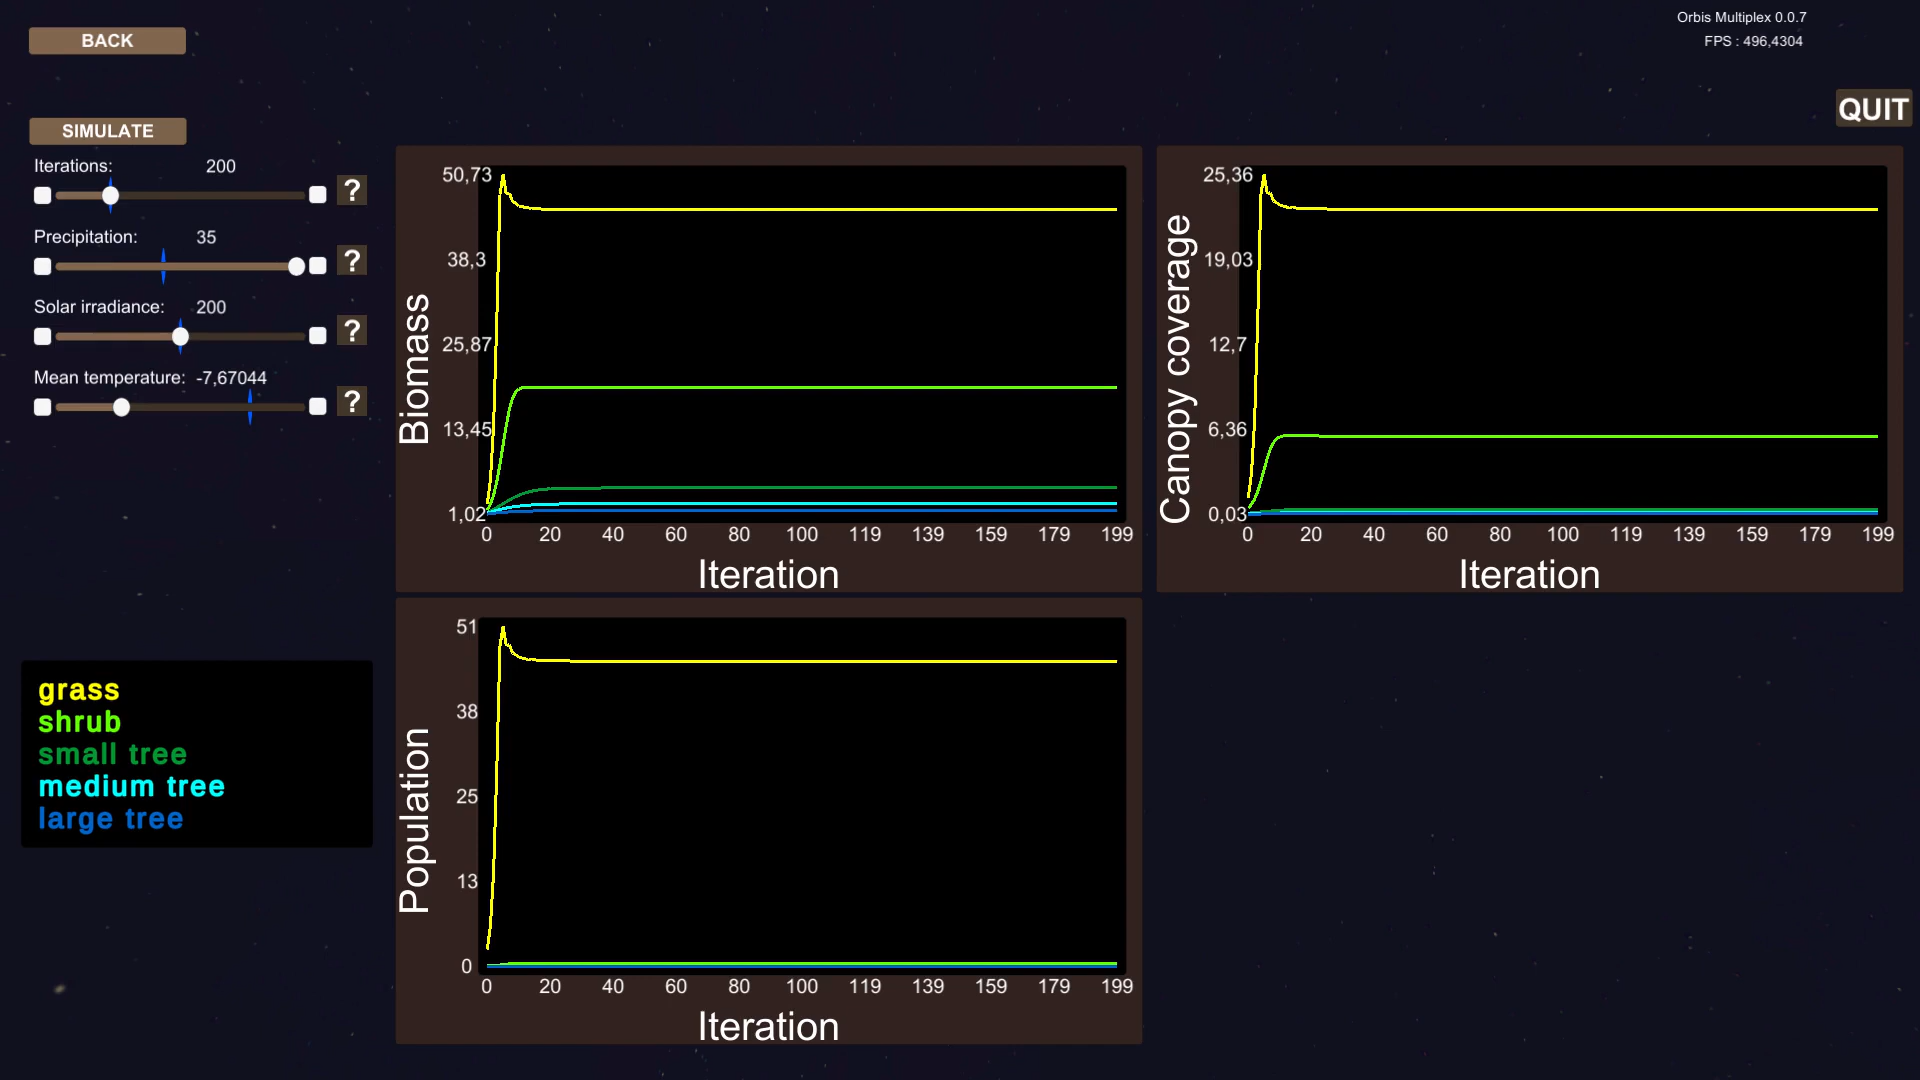 BACK
Orbis Multiplex 0.0.7
FPS : 496,4304
QUIT
SIMULATE
Iterations: 200
?
Precipitation: 35
?
Solar irradiance: 200
?
Mean temperature: -7,67044
?
grass
shrub
small tree
medium tree
large tree
Biomass
50,73
38,3
25,87
13,45
1,02
0 20 40 60 80 100 119 139 159 179 199
Iteration
Canopy coverage
25,36
19,03
12,7
6,36
0,03
0 20 40 60 80 100 119 139 159 179 199
Iteration
Population
51
38
25
13
0
0 20 40 60 80 100 119 139 159 179 199
Iteration